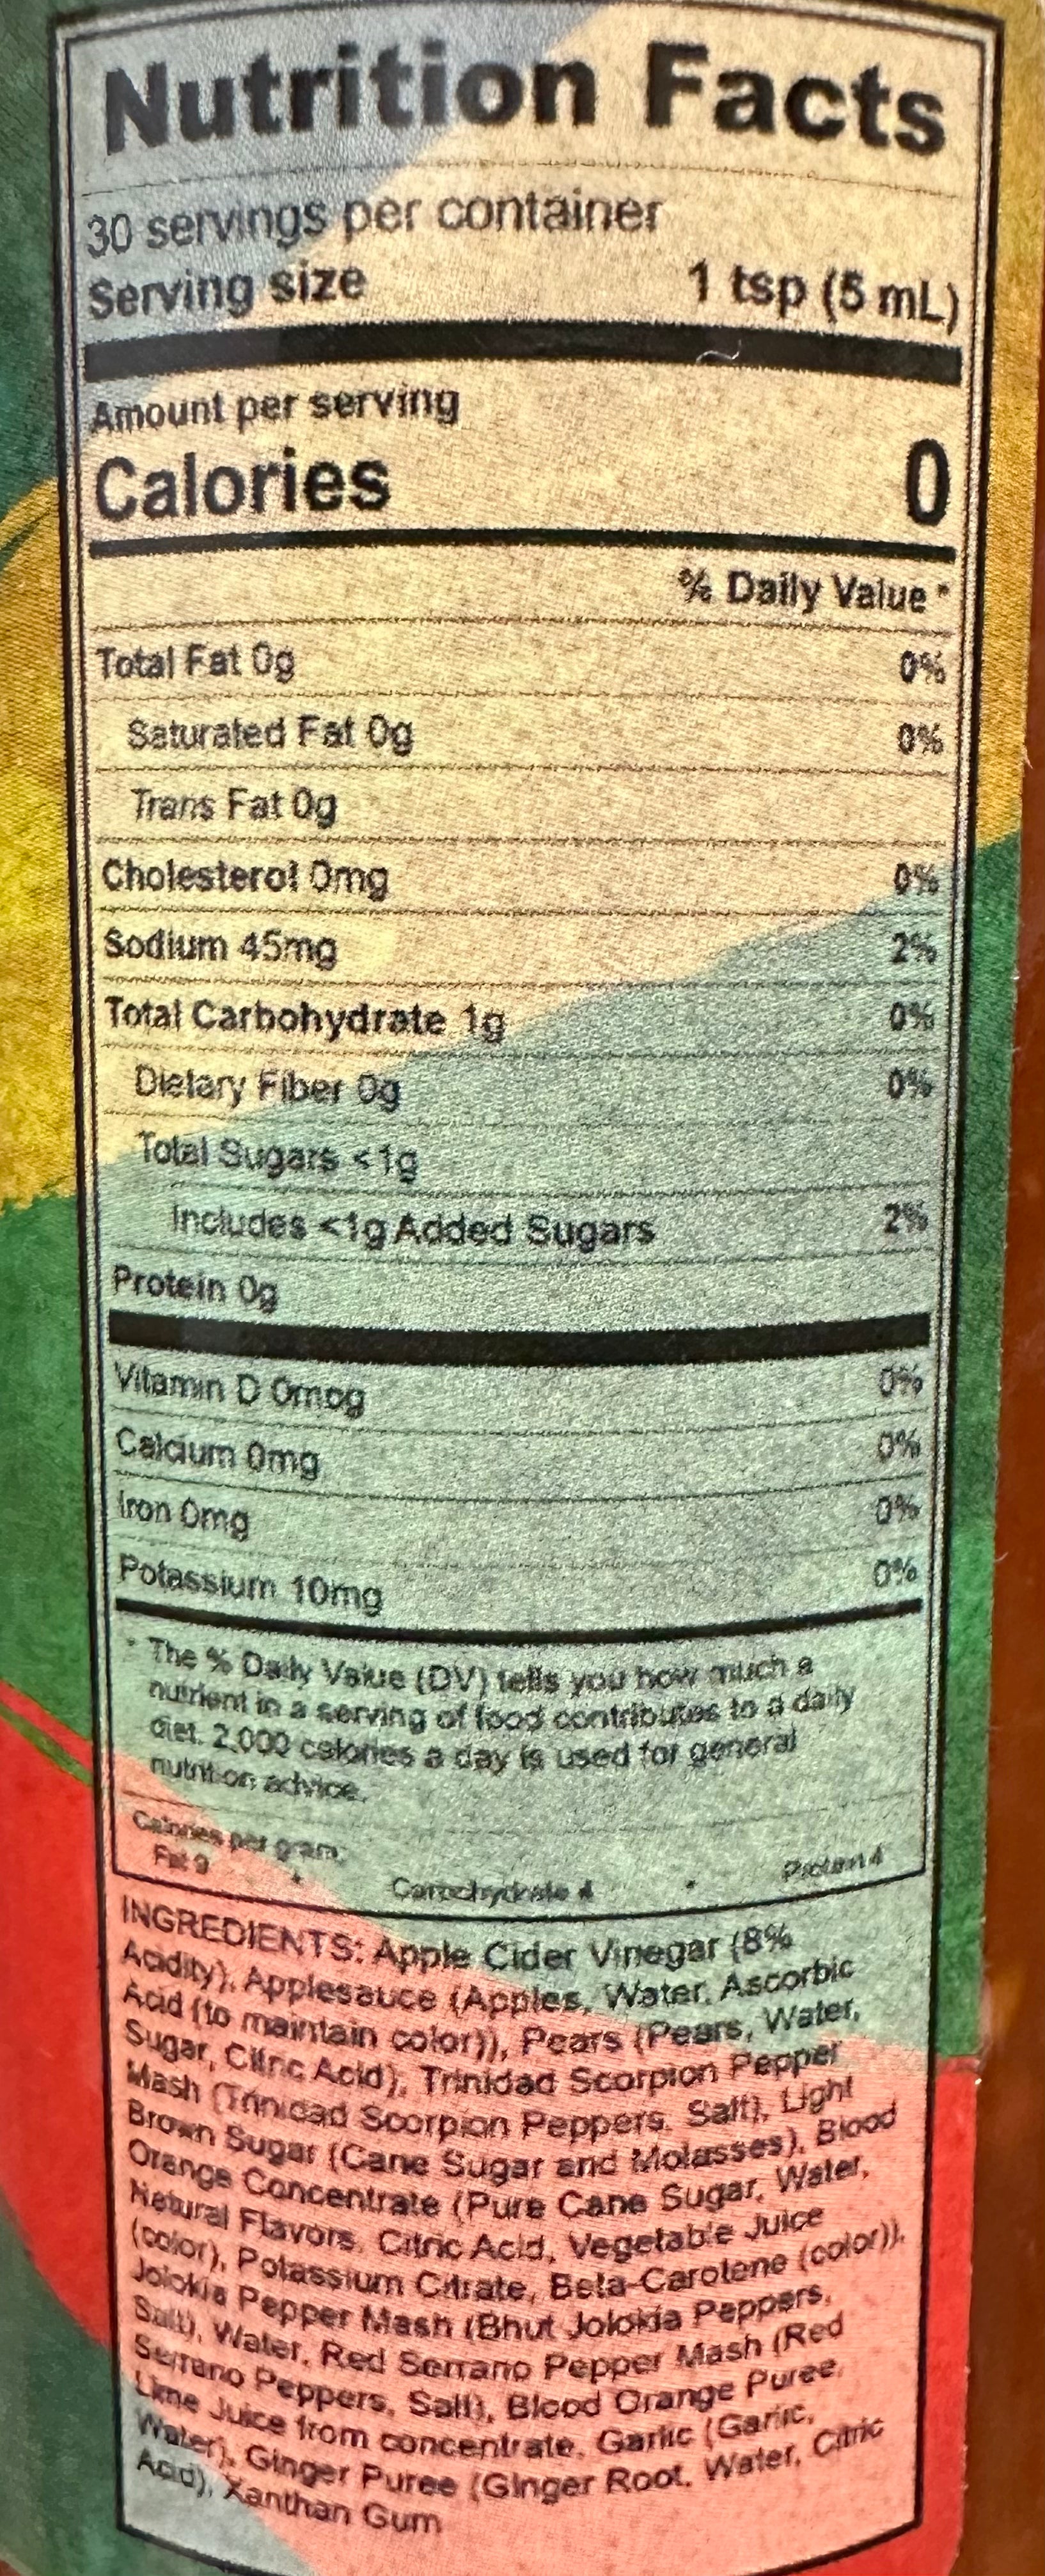 Nutrition Facts
30 servings per container
Serving size 1 tsp (5 mL)
Amount per serving
Calories 0
% Daily Value *
Total Fat 0g 0%
Saturated Fat 0g 0%
Trans Fat 0g
Cholesterol 0mg 0%
Sodium 45mg 2%
Total Carbohydrate 1g 0%
Dietary Fiber 0g 0%
Total Sugars <1g
Includes <1g Added Sugars 2%
Protein 0g
Vitamin D 0mcg 0%
Calcium 0mg 0%
Iron 0mg 0%
Potassium 10mg 0%
* The % Daily Value (DV) tells you how much a
nutrient in a serving of food contributes to a daily
diet. 2,000 calories a day is used for general
nutrition advice.
Calories per gram:
Fat 9 • Carbohydrate 4 • Protein 4
INGREDIENTS: Apple Cider Vinegar (8%
Acidity), Applesauce (Apples, Water, Ascorbic
Acid (to maintain color)), Pears (Pears, Water,
Sugar, Citric Acid), Trinidad Scorpion Pepper
Mash (Trinidad Scorpion Peppers, Salt), Light
Brown Sugar (Cane Sugar and Molasses), Blood
Orange Concentrate (Pure Cane Sugar, Water,
Natural Flavors, Citric Acid, Vegetable Juice
(color), Potassium Citrate, Beta-Carotene (color)),
Jolokia Pepper Mash (Bhut Jolokia Peppers,
Salt), Water, Red Serrano Pepper Mash (Red
Serrano Peppers, Salt), Blood Orange Puree,
Lime Juice from concentrate, Garlic (Garlic,
Water), Ginger Puree (Ginger Root, Water, Citric
Acid), Xanthan Gum